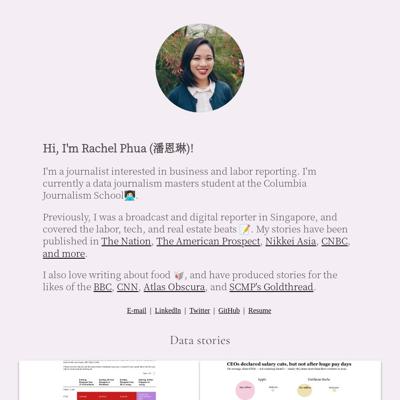 Hi, I'm Rachel Phua (潘恩琳)!
I'm a journalist interested in business and labor reporting. I'm
currently a data journalism masters student at the Columbia
Journalism School👩🏻‍💻.
Previously, I was a broadcast and digital reporter in Singapore, and
covered the labor, tech, and real estate beats 📝. My stories have been
published in The Nation, The American Prospect, Nikkei Asia, CNBC,
and more.
I also love writing about food 🥡, and have produced stories for the
likes of the BBC, CNN, Atlas Obscura, and SCMP's Goldthread.
E-mail | LinkedIn | Twitter | GitHub | Resume
Data stories
CEOs declared salary cuts, but not after huge pay days